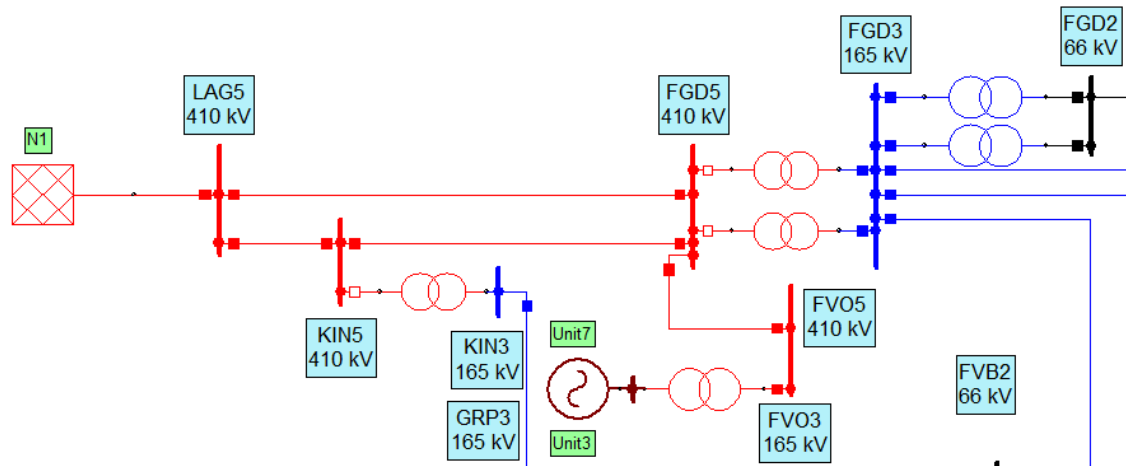 FGD3
165 kV
FGD2
66 kV
LAG5
410 kV
FGD5
410 kV
N1
KIN5
410 kV
KIN3
165 kV
GRP3
165 kV
Unit7
Unit3
FVO5
410 kV
FVO3
165 kV
FVB2
66 kV